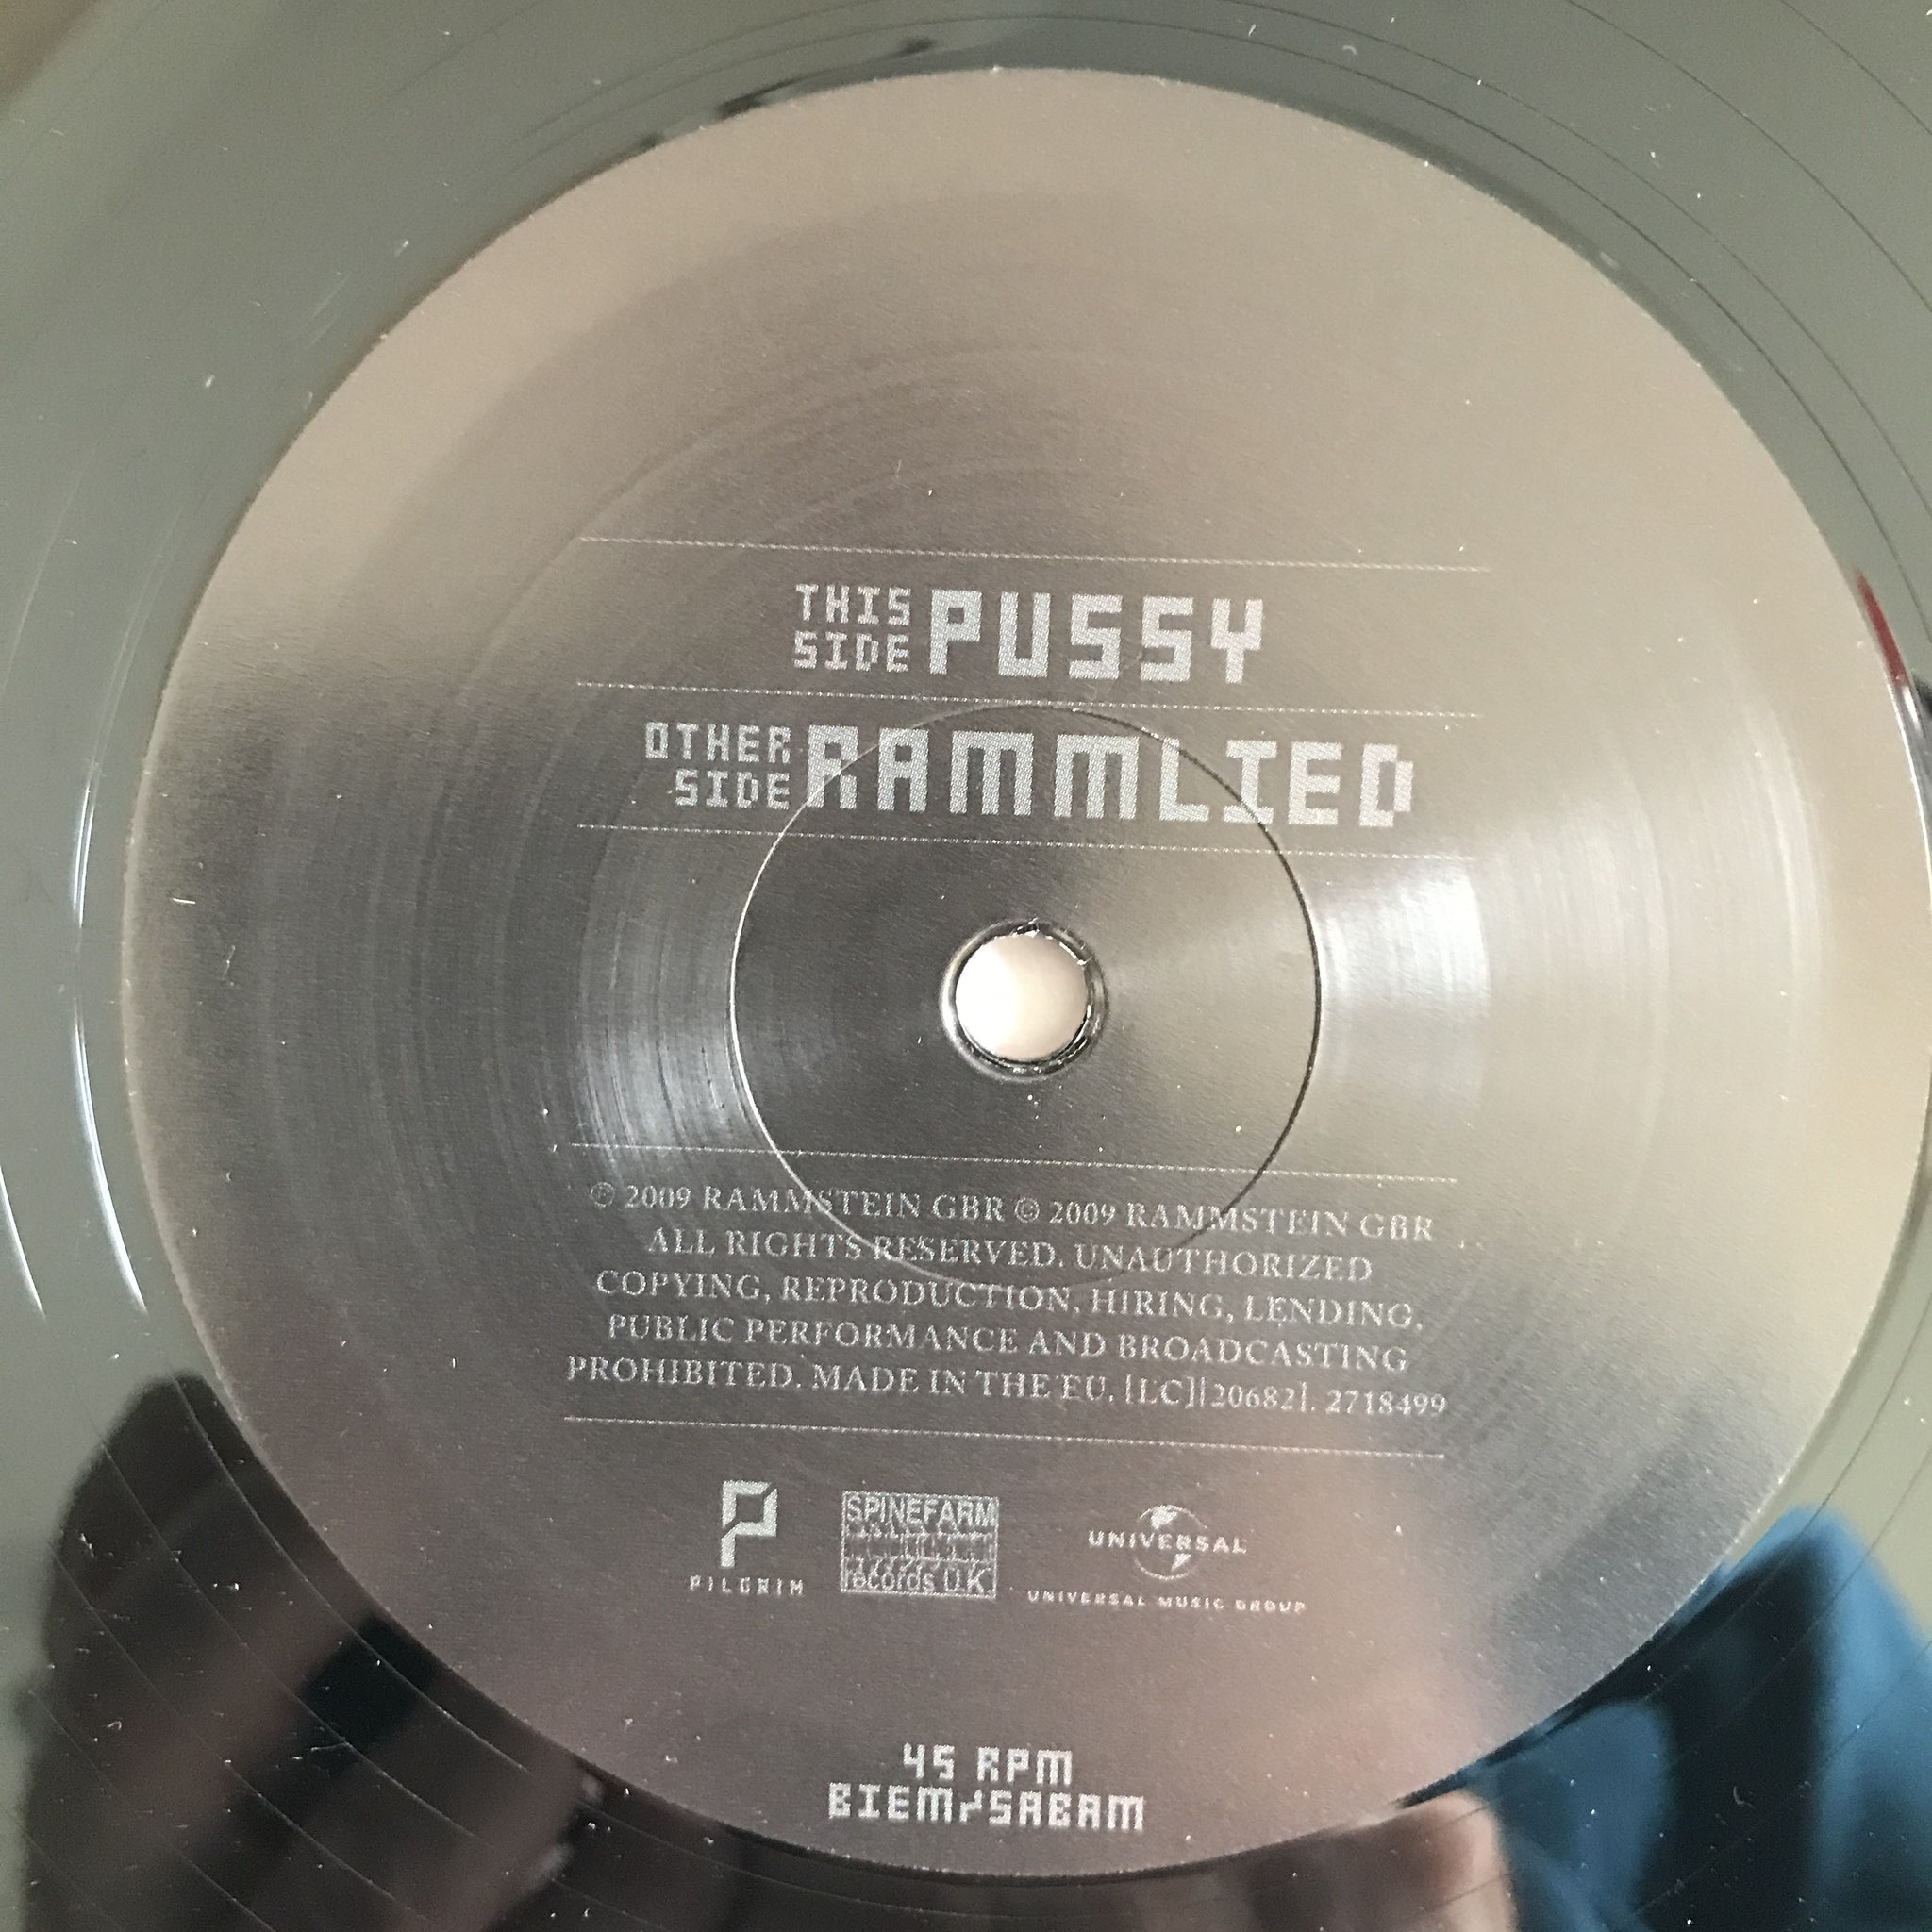 THIS
SIDE PUSSY
OTHER
SIDE RAMMLIED
℗ 2009 RAMMSTEIN GBR © 2009 RAMMSTEIN GBR
ALL RIGHTS RESERVED. UNAUTHORIZED
COPYING, REPRODUCTION, HIRING, LENDING,
PUBLIC PERFORMANCE AND BROADCASTING
PROHIBITED. MADE IN THE EU. [LC][20682]. 2718499
PILGRIM
SPINEFARM
records U.K.
UNIVERSAL
UNIVERSAL MUSIC GROUP
45 RPM
BIEM/SABAM